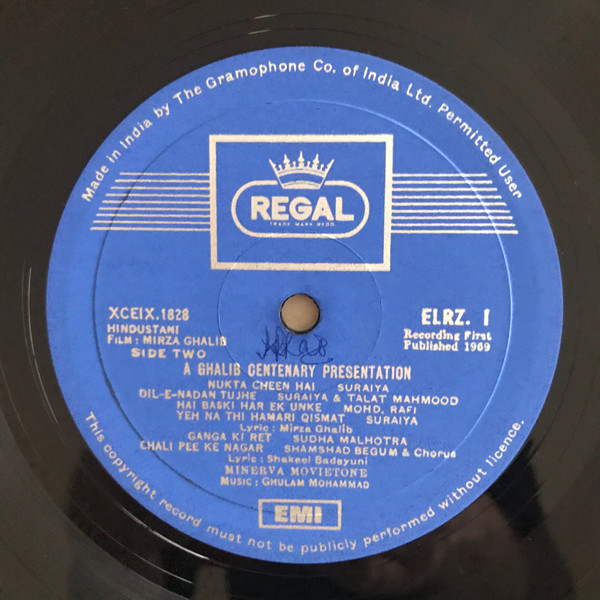 Made in India by The Gramophone Co. of India Ltd. Permitted User
REGAL
TRADE MARK REGD.
XCEIX.1828
HINDUSTANI
FILM: MIRZA GHALIB
SIDE TWO
ELRZ. 1
Recording First
Published 1969
A GHALIB CENTENARY PRESENTATION
NUKTA CHEEN HAI SURAIYA
DIL-E-NADAN TUJHE SURAIYA & TALAT MAHMOOD
HAI BASKI HAR EK UNKE MOHD. RAFI
YEH NA THI HAMARI QISMAT SURAIYA
Lyric: Mirza Ghalib
GANGA KI RET SUDHA MALHOTRA
CHALI PEE KE NAGAR SHAMSHAD BEGUM & Chorus
Lyric: Shakeel Badayuni
MINERVA MOVIETONE
MUSIC: GHULAM MOHAMMAD
EMI
This copyright record must not be publicly performed without licence.